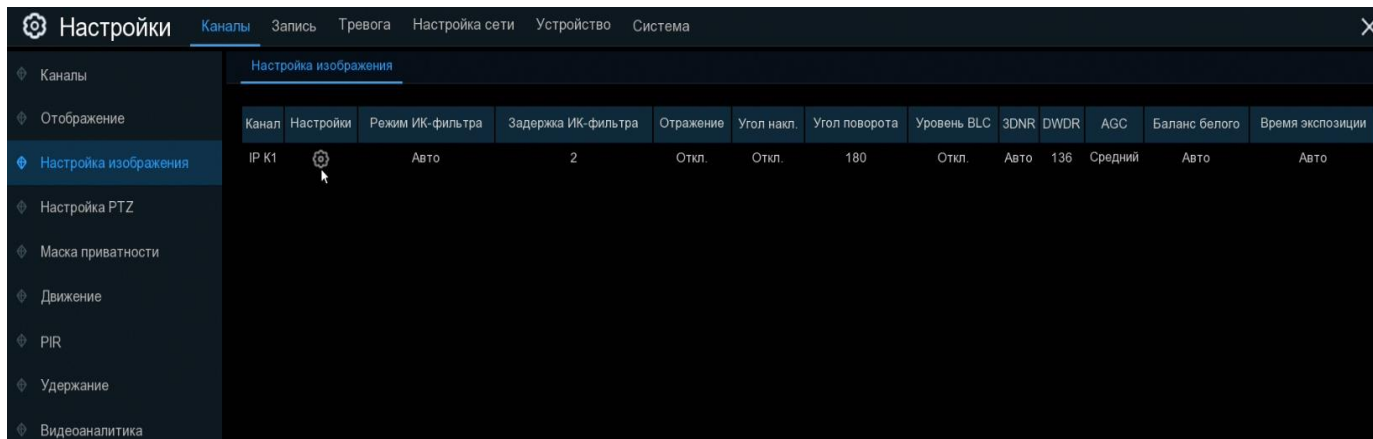 Настройки Каналы Запись Тревога Настройка сети Устройство Система
Каналы
Отображение
Настройка изображения
Настройка PTZ
Маска приватности
Движение
PIR
Удержание
Видеоаналитика
Настройка изображения
Канал Настройки Режим ИК-фильтра Задержка ИК-фильтра Отражение Угол накл. Угол поворота Уровень BLC 3DNR DWDR AGC Баланс белого Время экспозиции
IP K1 Авто 2 Откл. Откл. 180 Откл. Авто 136 Средний Авто Авто